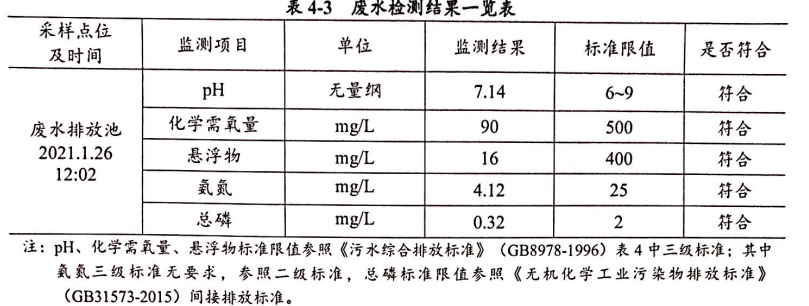 表 4-3 废水检测结果一览表
采样点位及时间 监测项目 单位 监测结果 标准限值 是否符合
废水排放池 2021.1.26 12:02
pH 无量纲 7.14 6~9 符合
化学需氧量 mg/L 90 500 符合
悬浮物 mg/L 16 400 符合
氨氮 mg/L 4.12 25 符合
总磷 mg/L 0.32 2 符合
注：pH、化学需氧量、悬浮物标准限值参照《污水综合排放标准》（GB8978-1996）表 4 中三级标准；其中
氨氮三级标准无要求，参照二级标准，总磷标准限值参照《无机化学工业污染物排放标准》
（GB31573-2015）间接排放标准。